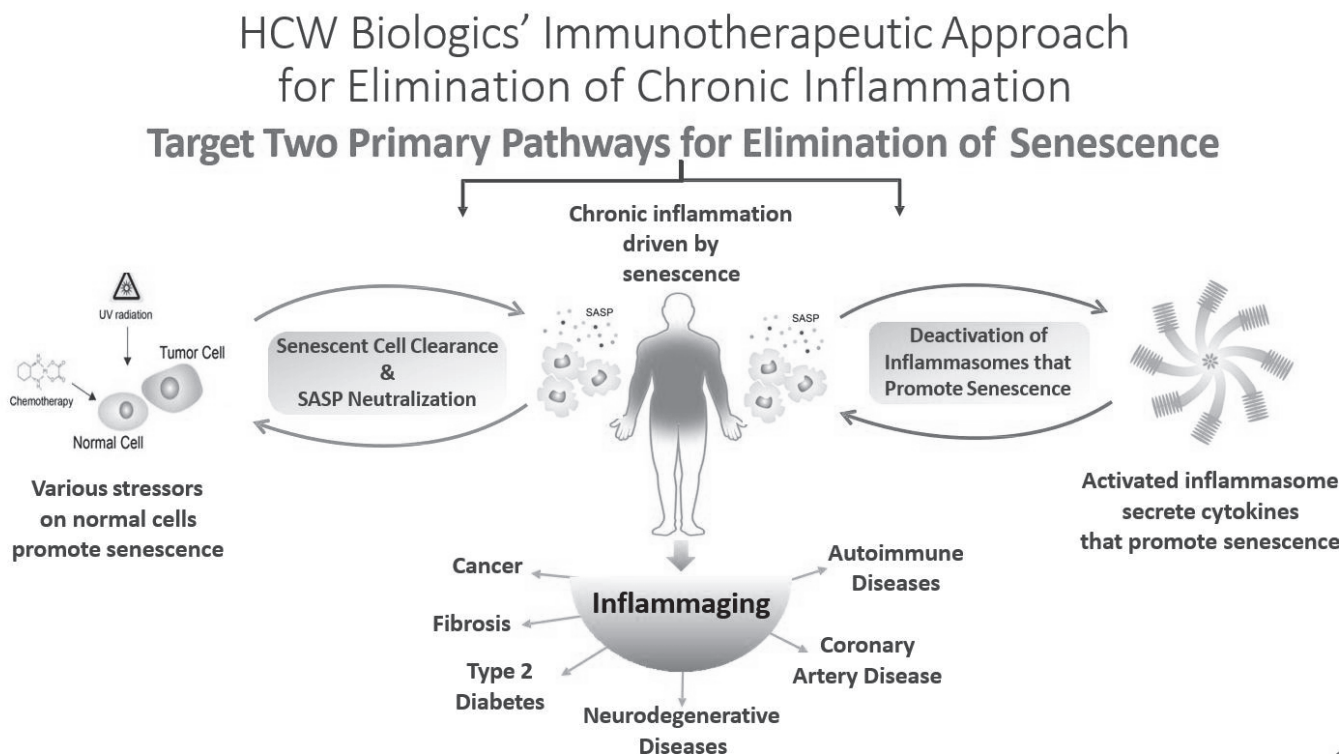 HCW Biologics’ Immunotherapeutic Approach
for Elimination of Chronic Inflammation
Target Two Primary Pathways for Elimination of Senescence
Chronic inflammation
driven by
senescence
UV radiation
Tumor Cell
Chemotherapy
Normal Cell
Various stressors
on normal cells
promote senescence
Senescent Cell Clearance
&
SASP Neutralization
SASP
SASP
Deactivation of
Inflammasomes that
Promote Senescence
Activated inflammasome
secrete cytokines
that promote senescence
Inflammaging
Cancer
Fibrosis
Type 2
Diabetes
Neurodegenerative
Diseases
Coronary
Artery Disease
Autoimmune
Diseases